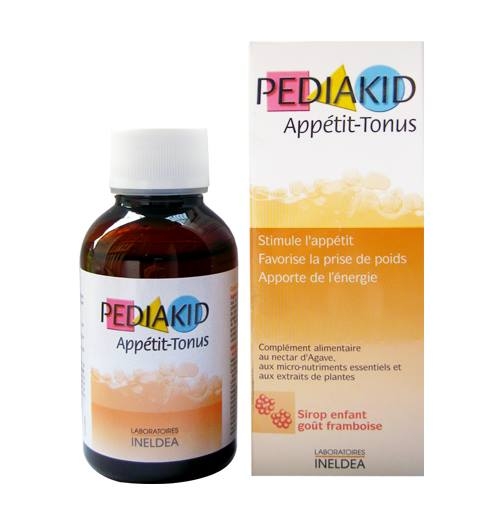 PEDIAKID
Appétit-Tonus
Stimule l'appétit
Favorise la prise de poids
Apporte de l'énergie
Complément alimentaire
au nectar d'Agave,
aux micro-nutriments essentiels et
aux extraits de plantes
Sirop enfant
goût framboise
LABORATOIRES
INELDEA
PEDIAKID
Appétit-Tonus
LABORATOIRES
INELDEA